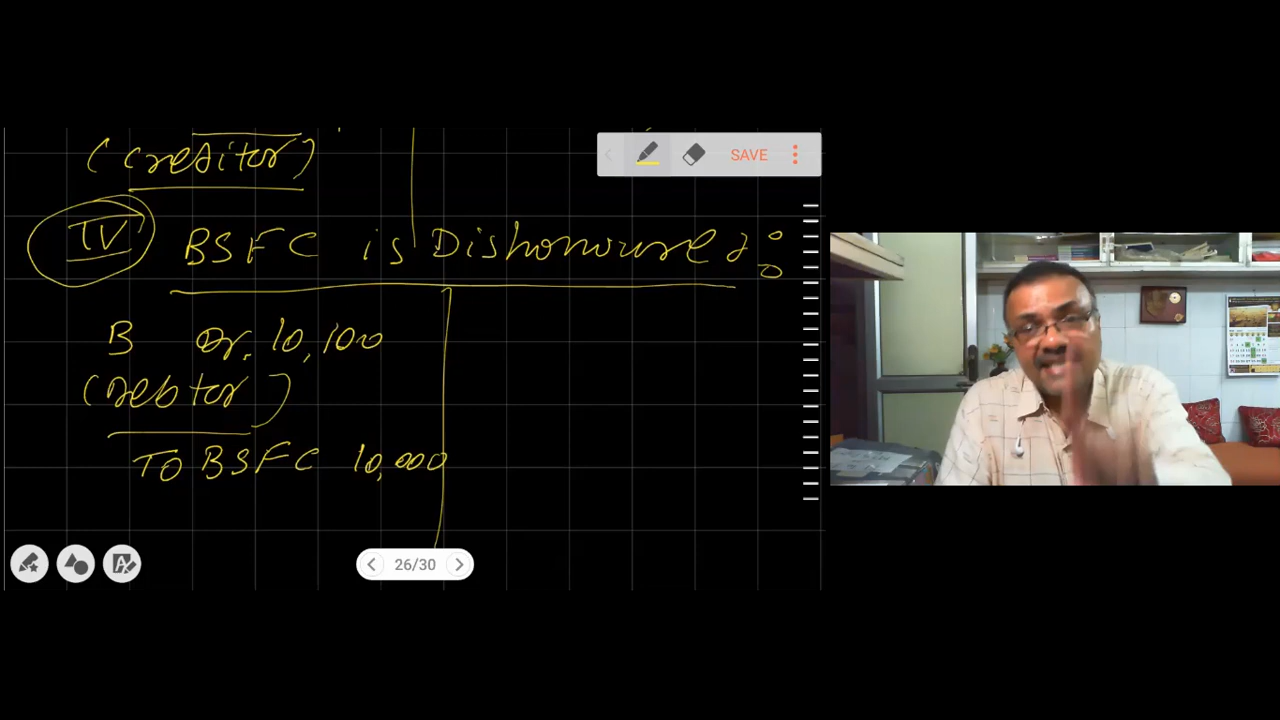 (Creditor)
SAVE
IV BSFC is Dishonoured:
B Dr. 10,100
(Debtor)
To BSFC 10,000
26/30